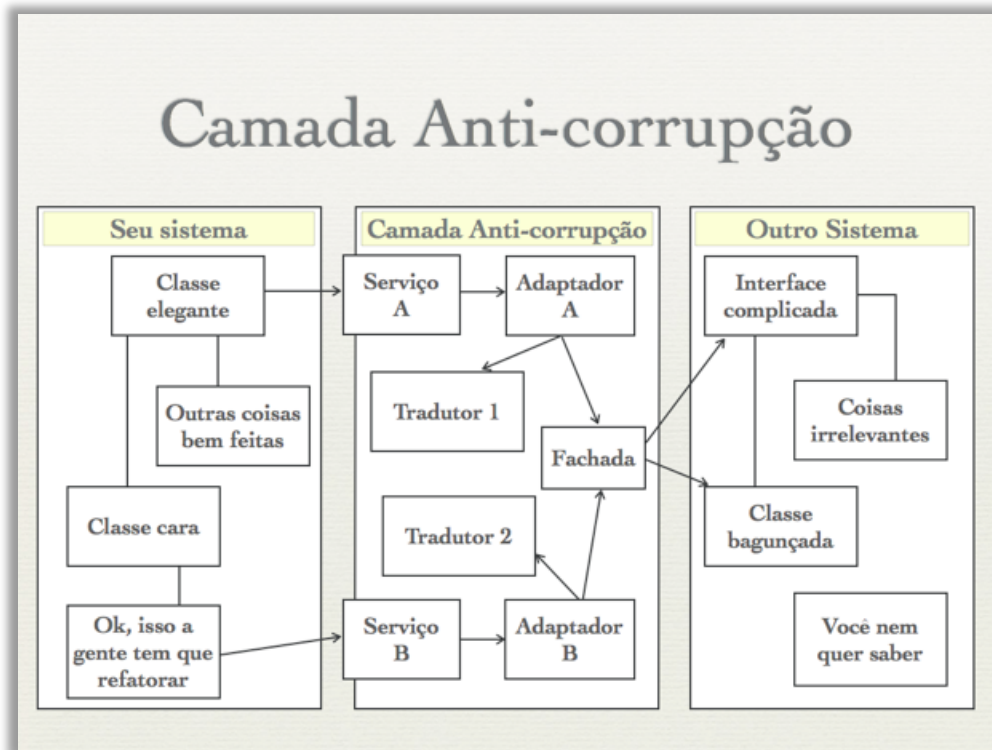 Camada Anti-corrupção
Seu sistema
Classe
elegante
Outras coisas
bem feitas
Classe cara
Ok, isso a
gente tem que
refatorar
Camada Anti-corrupção
Serviço
A
Adaptador
A
Tradutor 1
Fachada
Tradutor 2
Serviço
B
Adaptador
B
Outro Sistema
Interface
complicada
Coisas
irrelevantes
Classe
bagunçada
Você nem
quer saber